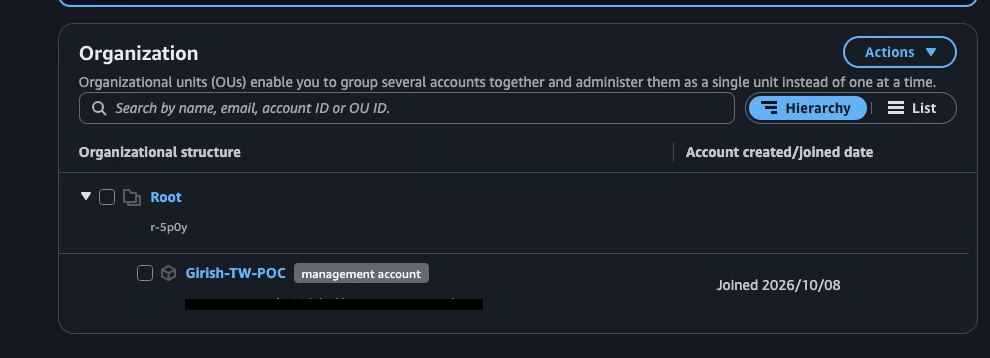 Organization
Actions
Organizational units (OUs) enable you to group several accounts together and administer them as a single unit instead of one at a time.
Search by name, email, account ID or OU ID.
Hierarchy
List
Organizational structure
Account created/joined date
Root
r-5p0y
Girish-TW-POC
management account
Joined 2026/10/08